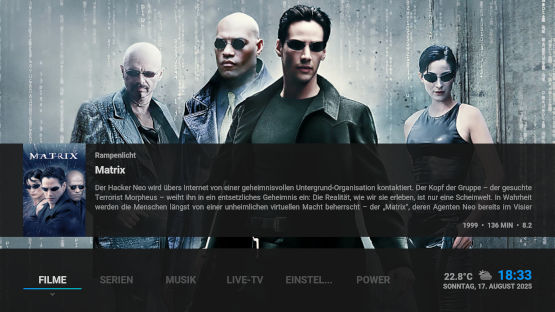 MATRIX
Rampenlicht
Matrix
Der Hacker Neo wird übers Internet von einer geheimnisvollen Untergrund-Organisation kontaktiert. Der Kopf der Gruppe – der gesuchte
Terrorist Morpheus – weiht ihn in ein entsetzliches Geheimnis ein: Die Realität, wie wir sie erleben, ist nur eine Scheinwelt. In Wahrheit
werden die Menschen längst von einer unheimlichen virtuellen Macht beherrscht – der „Matrix", deren Agenten Neo bereits im Visier
1999 • 136 MIN • 8.2
FILME SERIEN MUSIK LIVE-TV EINSTEL... POWER
22.8°C 18:33
SONNTAG, 17. AUGUST 2025